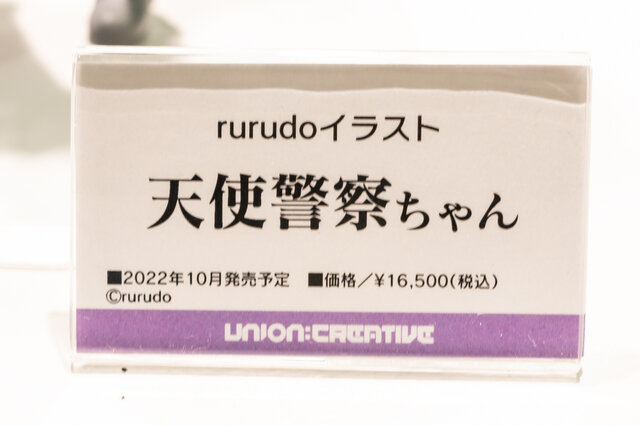 rurudoイラスト
天使警察ちゃん
■2022年10月発売予定 ■価格／¥16,500(税込)
©rurudo
UNION:CREATIVE